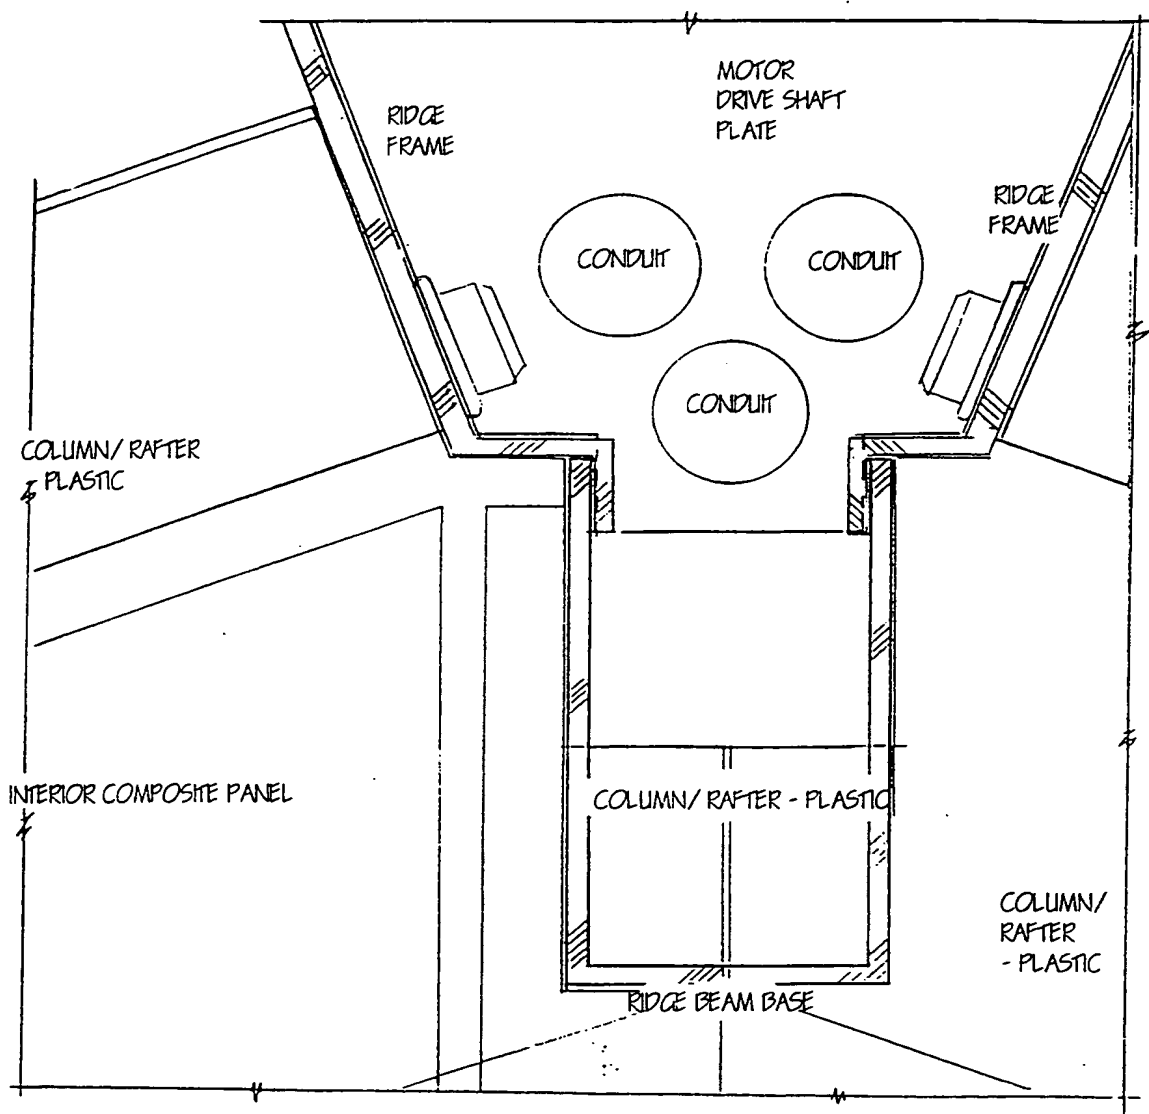 MOTOR
DRIVE SHAFT
PLATE
RIDGE
FRAME
RIDGE
FRAME
CONDUIT
CONDUIT
CONDUIT
COLUMN/ RAFTER
- PLASTIC
INTERIOR COMPOSITE PANEL
COLUMN/ RAFTER - PLASTIC
COLUMN/
RAFTER
- PLASTIC
RIDGE BEAM BASE